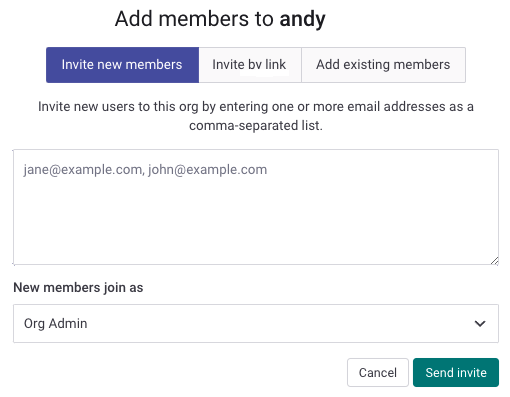 Add members to andy
Invite new members
Invite by link
Add existing members
Invite new users to this org by entering one or more email addresses as a
comma-separated list.
jane@example.com, john@example.com
New members join as
Org Admin
Cancel
Send invite